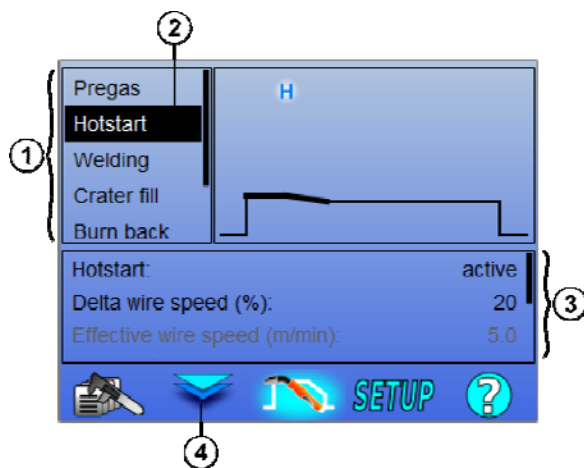 2
Pregas
H
Hotstart
1
Welding
Crater fill
Burn back
Hotstart: active
Delta wire speed (%): 20
3
Effective wire speed (m/min): 5.0
SETUP ?
4